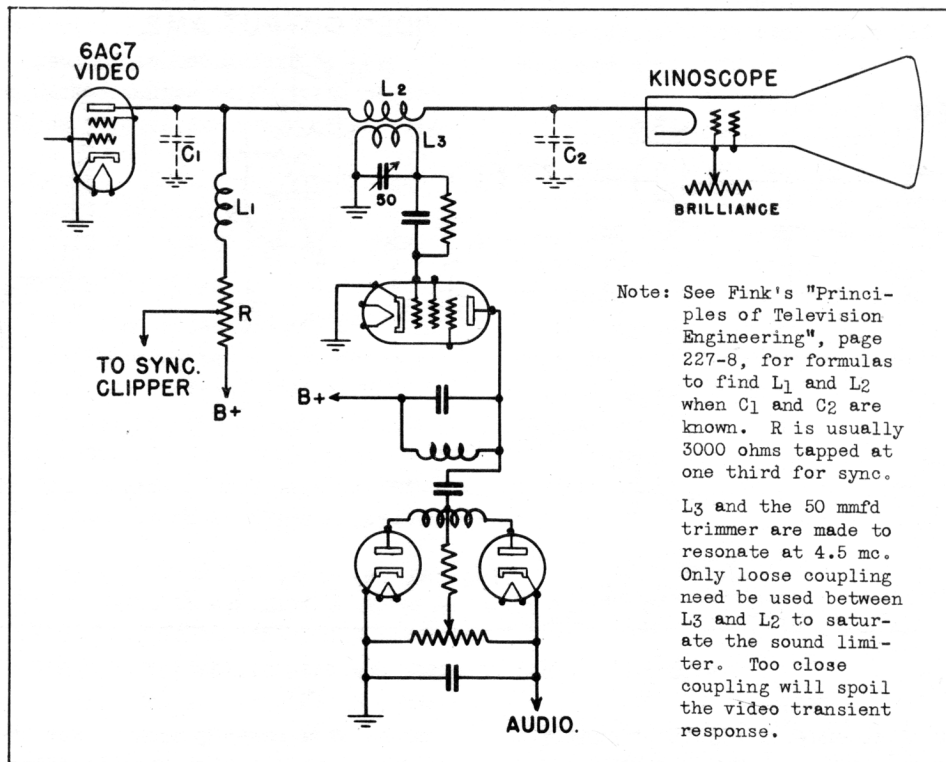 6AC7
VIDEO
L2
KINOSCOPE
L3
C1
C2
50
BRILLIANCE
L1
R
TO SYNC.
CLIPPER
B+
B+
AUDIO.
Note: See Fink's "Princi-
ples of Television
Engineering", page
227-8, for formulas
to find L1 and L2
when C1 and C2 are
known. R is usually
3000 ohms tapped at
one third for sync.
L3 and the 50 mmfd
trimmer are made to
resonate at 4.5 mc.
Only loose coupling
need be used between
L3 and L2 to satur-
ate the sound limi-
ter. Too close
coupling will spoil
the video transient
response.